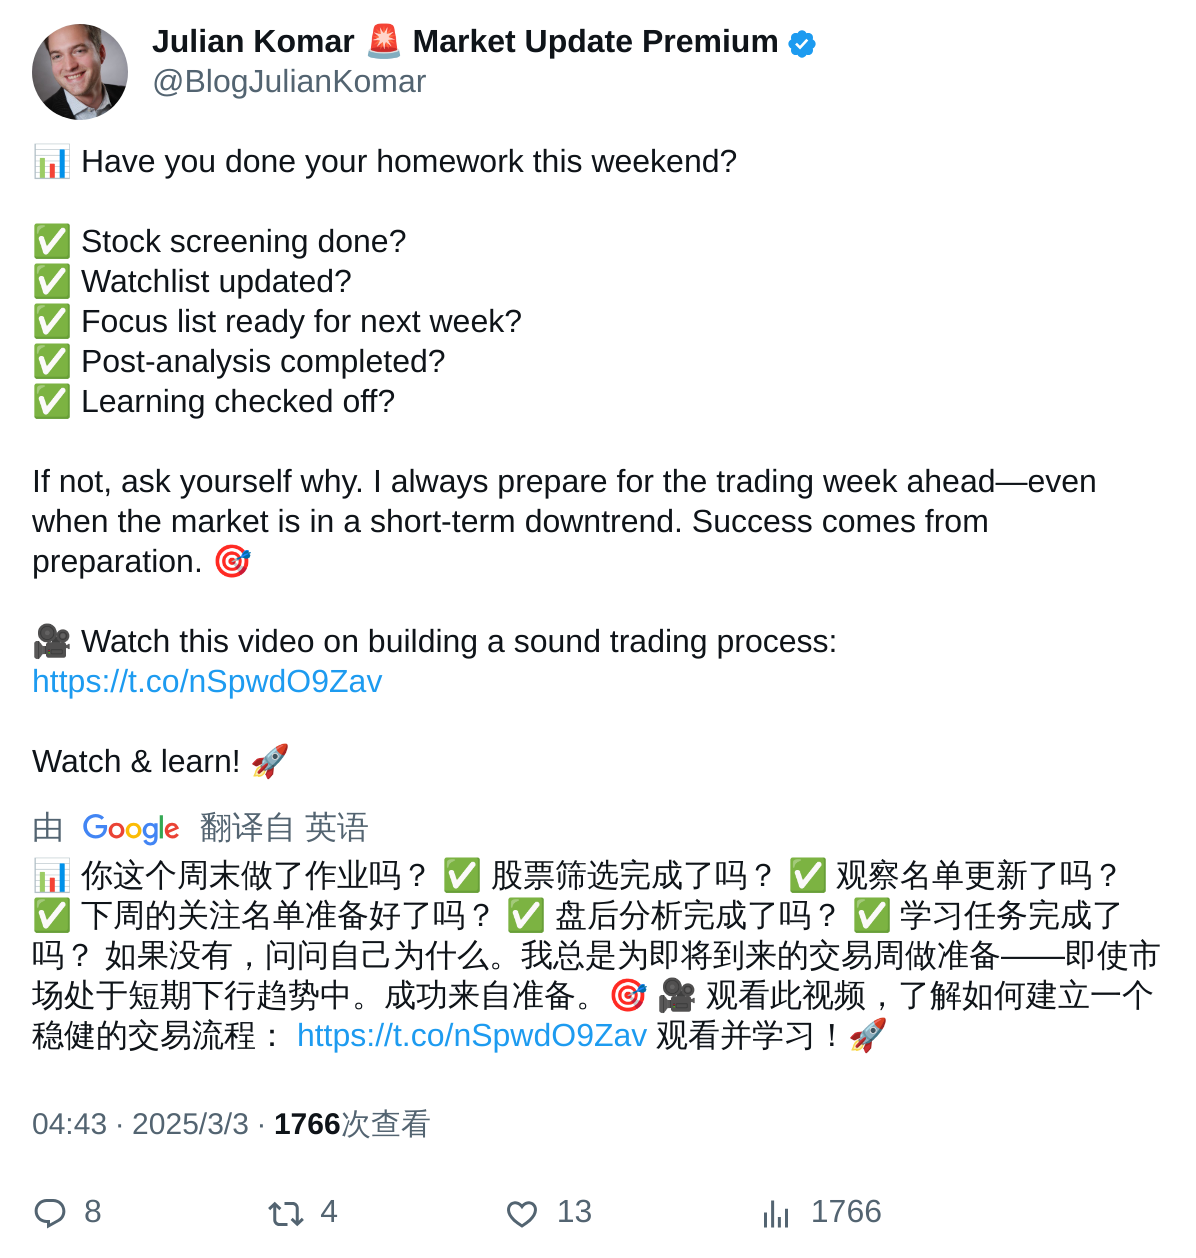 Julian Komar 🚨 Market Update Premium
@BlogJulianKomar
📊 Have you done your homework this weekend?
✅ Stock screening done?
✅ Watchlist updated?
✅ Focus list ready for next week?
✅ Post-analysis completed?
✅ Learning checked off?
If not, ask yourself why. I always prepare for the trading week ahead—even
when the market is in a short-term downtrend. Success comes from
preparation. 🎯
🎥 Watch this video on building a sound trading process:
https://t.co/nSpwdO9Zav
Watch & learn! 🚀
由 Google 翻译自 英语
📊 你这个周末做了作业吗？ ✅ 股票筛选完成了吗？ ✅ 观察名单更新了吗？
✅ 下周的关注名单准备好了吗？ ✅ 盘后分析完成了吗？ ✅ 学习任务完成了
吗？ 如果没有，问问自己为什么。我总是为即将到来的交易周做准备——即使市
场处于短期下行趋势中。成功来自准备。🎯 🎥 观看此视频，了解如何建立一个
稳健的交易流程： https://t.co/nSpwdO9Zav 观看并学习！🚀
04:43 · 2025/3/3 · 1766次查看
8 4 13 1766